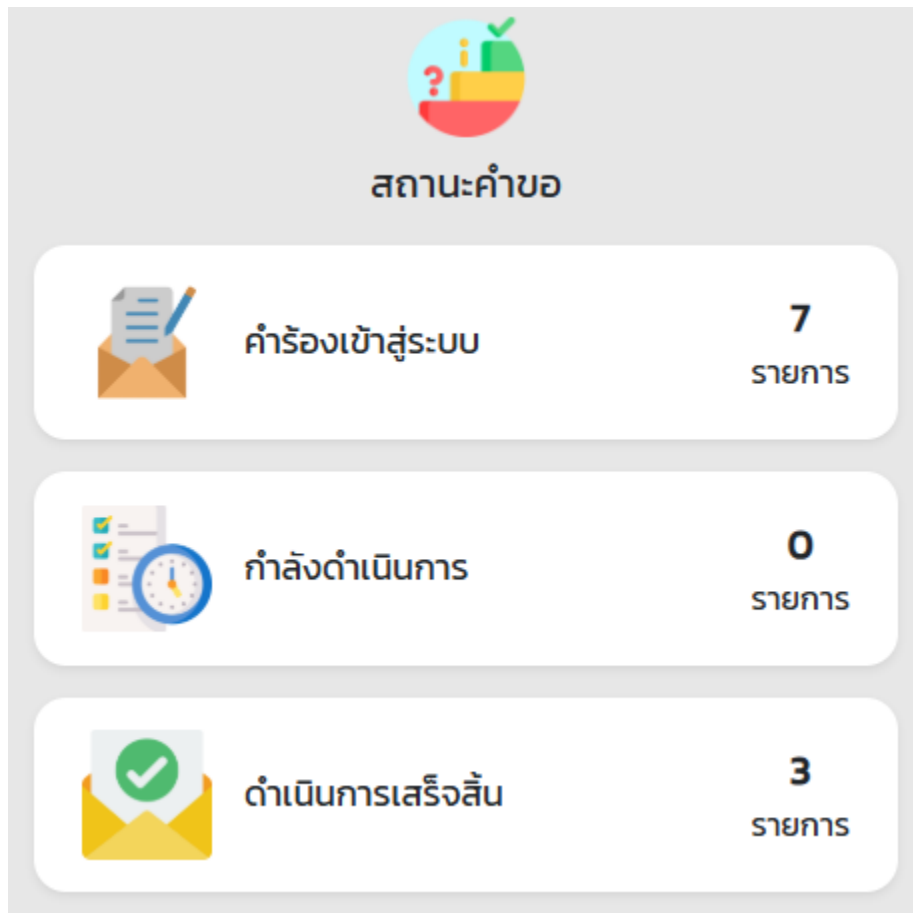 สถานะคำขอ
คำร้องเข้าสู่ระบบ
7
รายการ
กำลังดำเนินการ
0
รายการ
ดำเนินการเสร็จสิ้น
3
รายการ